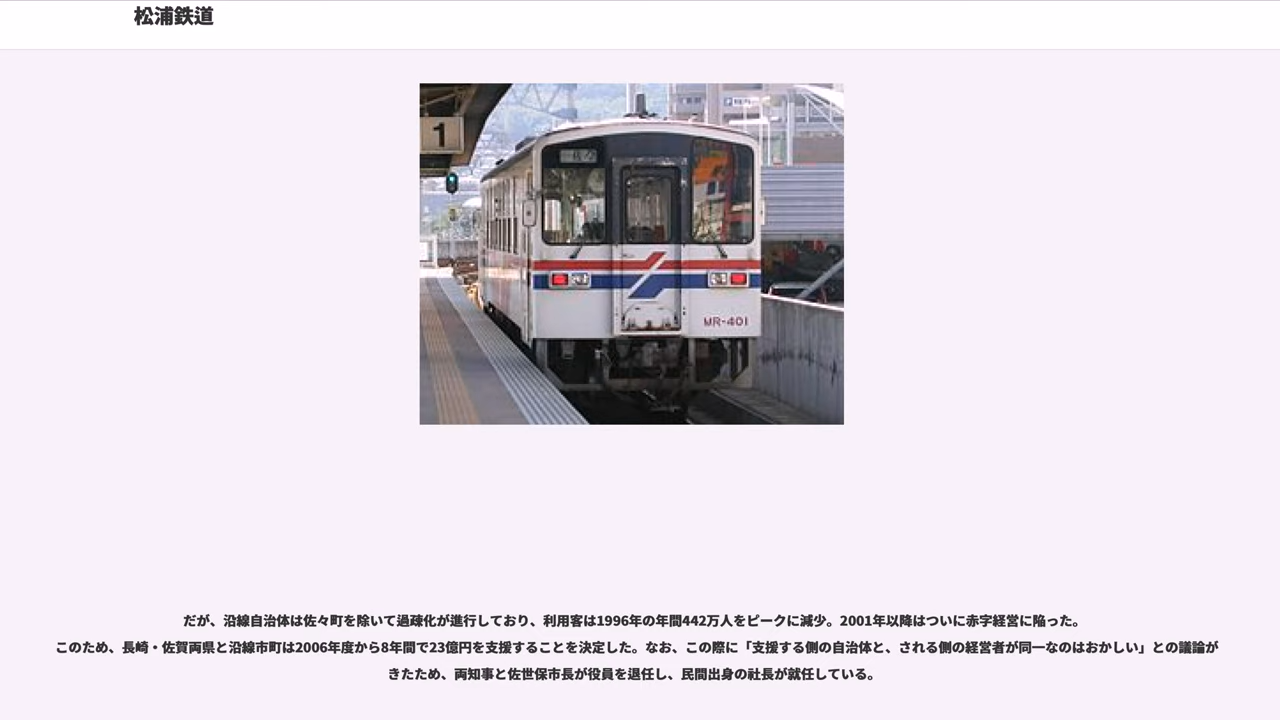 松浦鉄道
1
MR-401
だが、沿線自治体は佐々町を除いて過疎化が進行しており、利用客は1996年の年間442万人をピークに減少。2001年以降はついに赤字経営に陥った。
このため、長崎・佐賀両県と沿線市町は2006年度から8年間で23億円を支援することを決定した。なお、この際に「支援する側の自治体と、される側の経営者が同一なのはおかしい」との議論が
きたため、両知事と佐世保市長が役員を退任し、民間出身の社長が就任している。